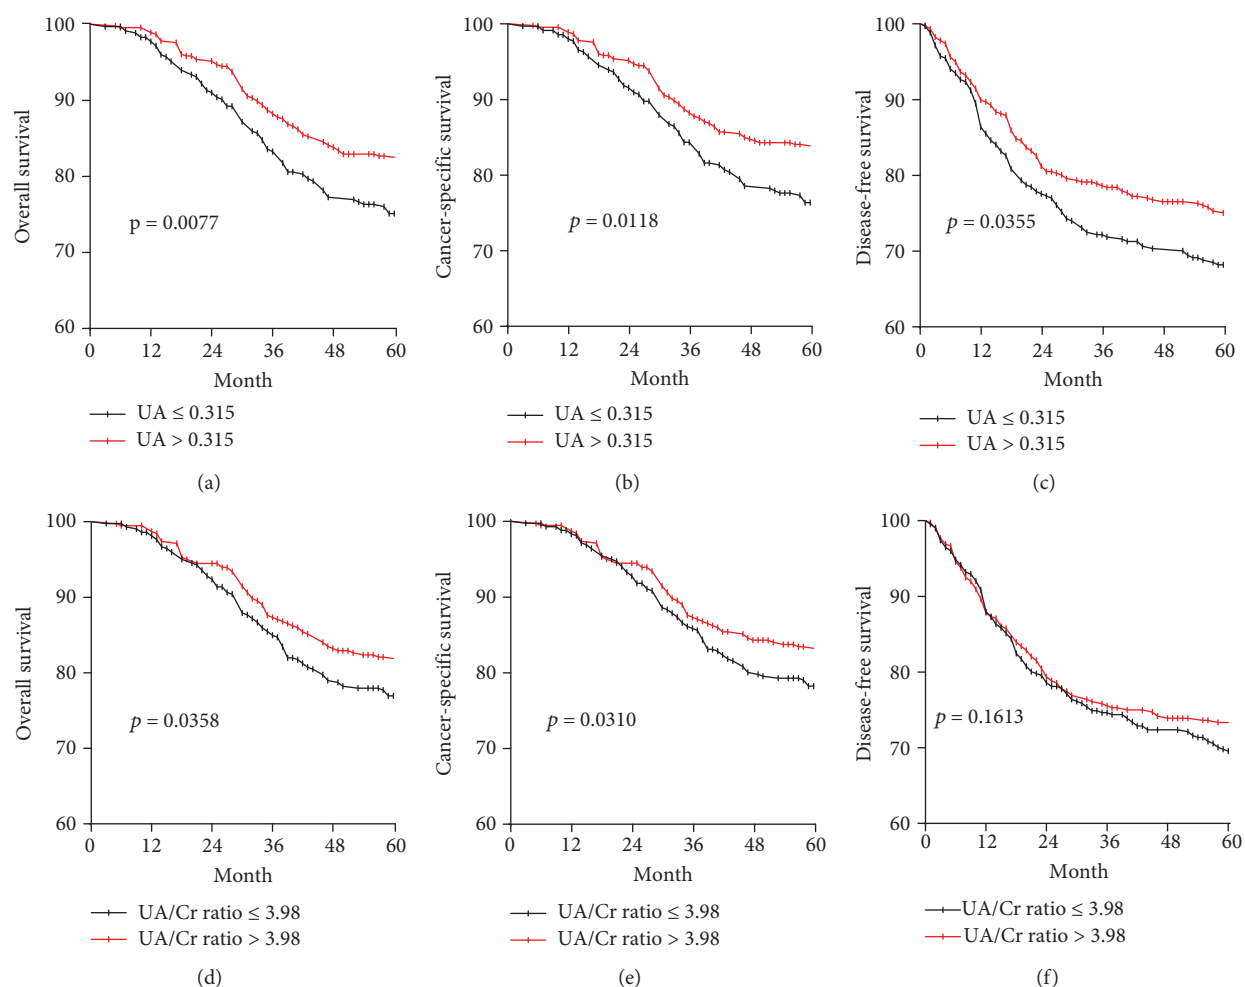 Overall survival
100
90
80
70
60
p = 0.0077
0 12 24 36 48 60
Month
UA ≤ 0.315
UA > 0.315
(a)
Cancer-specific survival
100
90
80
70
60
p = 0.0118
0 12 24 36 48 60
Month
UA ≤ 0.315
UA > 0.315
(b)
Disease-free survival
100
90
80
70
60
p = 0.0355
0 12 24 36 48 60
Month
UA ≤ 0.315
UA > 0.315
(c)
Overall survival
100
90
80
70
60
p = 0.0358
0 12 24 36 48 60
Month
UA/Cr ratio ≤ 3.98
UA/Cr ratio > 3.98
(d)
Cancer-specific survival
100
90
80
70
60
p = 0.0310
0 12 24 36 48 60
Month
UA/Cr ratio ≤ 3.98
UA/Cr ratio > 3.98
(e)
Disease-free survival
100
90
80
70
60
p = 0.1613
0 12 24 36 48 60
Month
UA/Cr ratio ≤ 3.98
UA/Cr ratio > 3.98
(f)